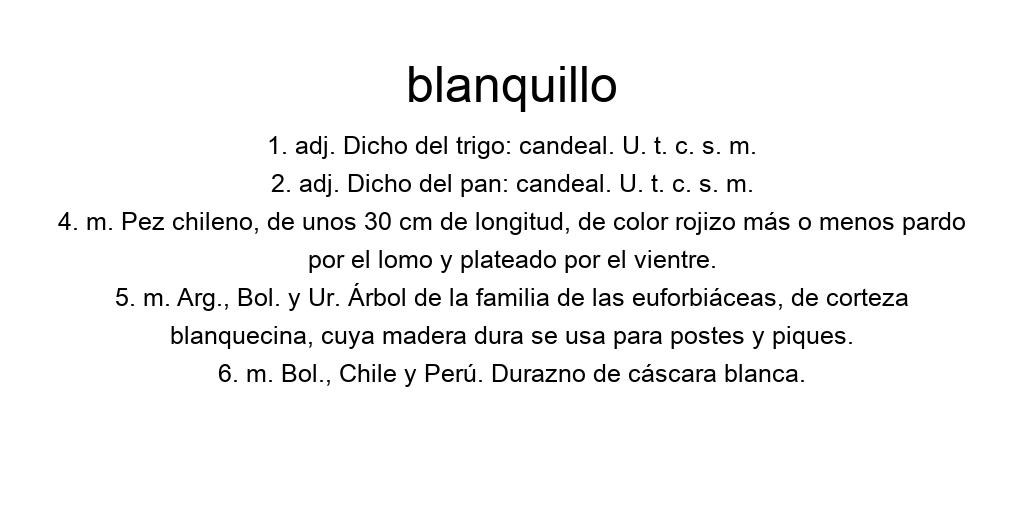 blanquillo
1. adj. Dicho del trigo: candeal. U. t. c. s. m.
2. adj. Dicho del pan: candeal. U. t. c. s. m.
4. m. Pez chileno, de unos 30 cm de longitud, de color rojizo más o menos pardo
por el lomo y plateado por el vientre.
5. m. Arg., Bol. y Ur. Árbol de la familia de las euforbiáceas, de corteza
blanquecina, cuya madera dura se usa para postes y piques.
6. m. Bol., Chile y Perú. Durazno de cáscara blanca.